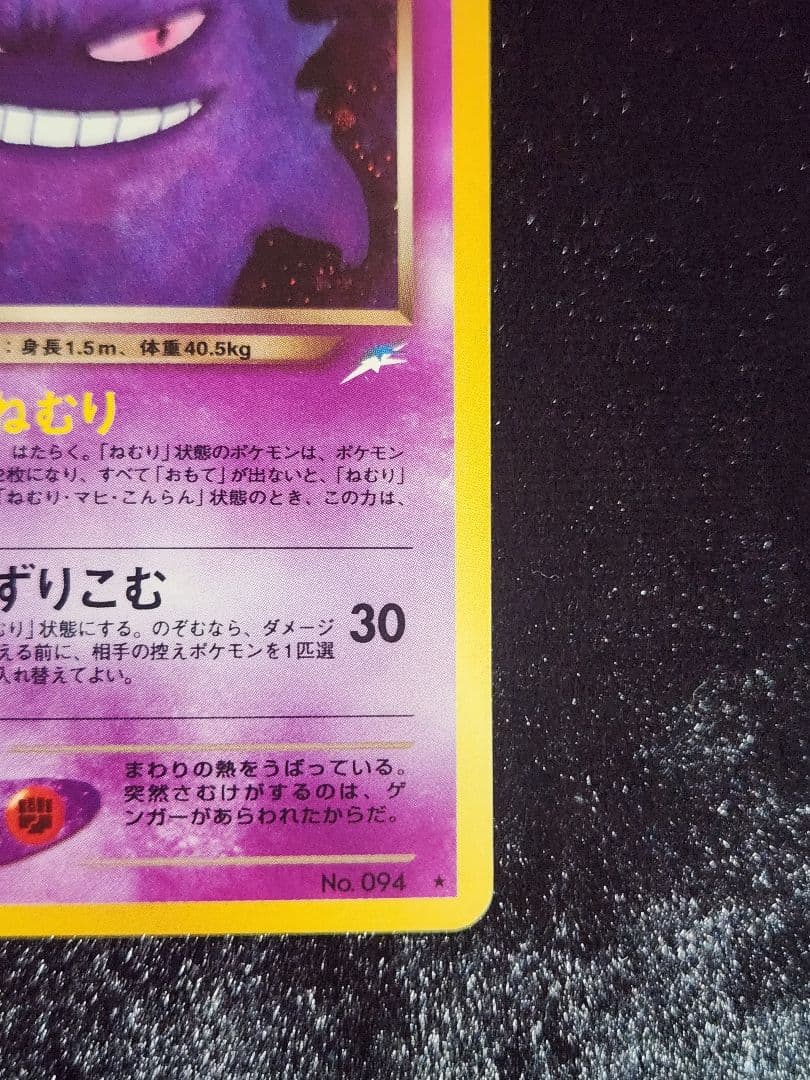 ：身長1.5m、体重40.5kg
ねむり
はたらく。「ねむり」状態のポケモンは、ポケモン
2枚になり、すべて「おもて」が出ないと、「ねむり」
「ねむり・マヒ・こんらん」状態のとき、この力は、
ずりこむ
むり」状態にする。のぞむなら、ダメージ
える前に、相手の控えポケモンを1匹選
入れ替えてよい。
30
まわりの熱をうばっている。
突然さむけがするのは、ゲ
ンガーがあらわれたからだ。
No. 094 ★